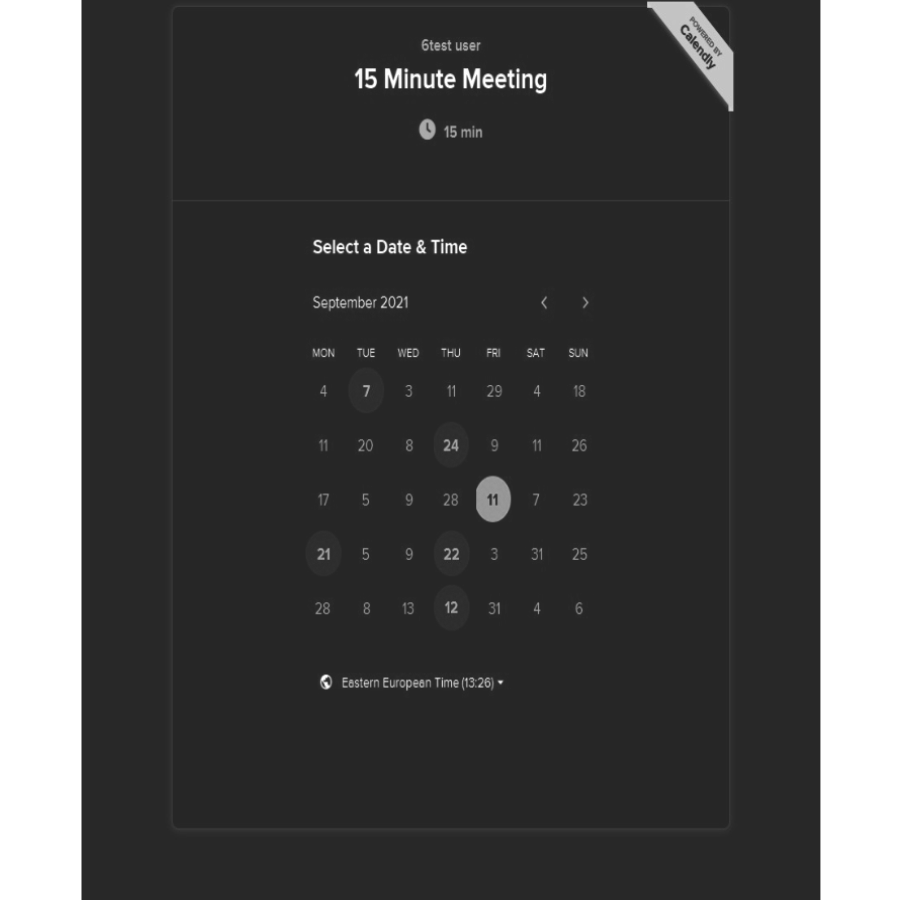 POWERED BY
Calendly
6test user
15 Minute Meeting
15 min
Select a Date & Time
September 2021
MON TUE WED THU FRI SAT SUN
4 7 3 11 29 4 18
11 20 8 24 9 11 26
17 5 9 28 11 7 23
21 5 9 22 3 31 25
28 8 13 12 31 4 6
Eastern European Time (13:26)